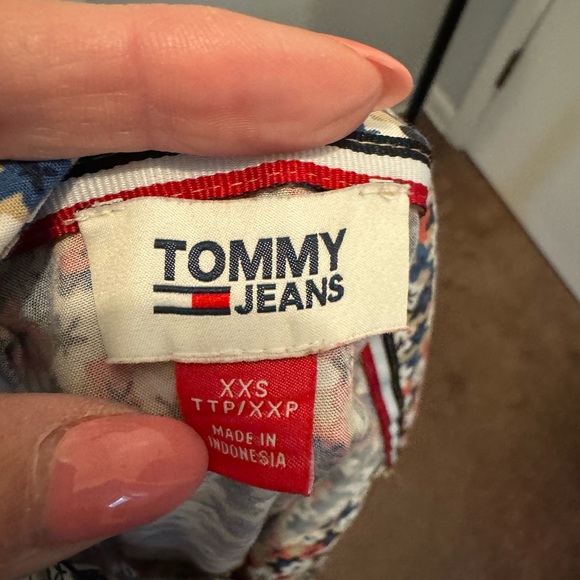 TOMMY
JEANS
XXS
TTP/XXP
MADE IN
INDONESIA